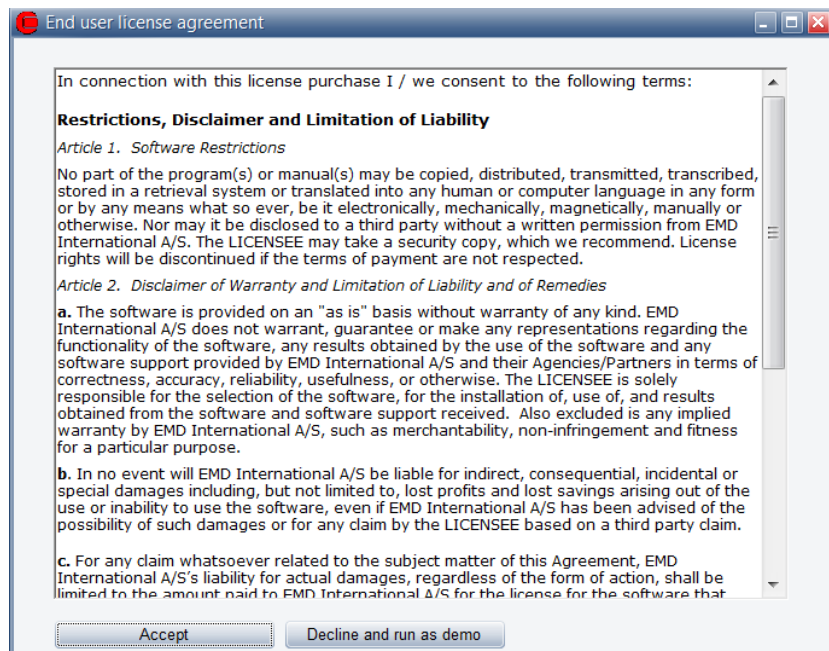 End user license agreement
In connection with this license purchase I / we consent to the following terms:
Restrictions, Disclaimer and Limitation of Liability
Article 1. Software Restrictions
No part of the program(s) or manual(s) may be copied, distributed, transmitted, transcribed,
stored in a retrieval system or translated into any human or computer language in any form
or by any means what so ever, be it electronically, mechanically, magnetically, manually or
otherwise. Nor may it be disclosed to a third party without a written permission from EMD
International A/S. The LICENSEE may take a security copy, which we recommend. License
rights will be discontinued if the terms of payment are not respected.
Article 2. Disclaimer of Warranty and Limitation of Liability and of Remedies
a. The software is provided on an "as is" basis without warranty of any kind. EMD
International A/S does not warrant, guarantee or make any representations regarding the
functionality of the software, any results obtained by the use of the software and any
software support provided by EMD International A/S and their Agencies/Partners in terms of
correctness, accuracy, reliability, usefulness, or otherwise. The LICENSEE is solely
responsible for the selection of the software, for the installation of, use of, and results
obtained from the software and software support received. Also excluded is any implied
warranty by EMD International A/S, such as merchantability, non-infringement and fitness
for a particular purpose.
b. In no event will EMD International A/S be liable for indirect, consequential, incidental or
special damages including, but not limited to, lost profits and lost savings arising out of the
use or inability to use the software, even if EMD International A/S has been advised of the
possibility of such damages or for any claim by the LICENSEE based on a third party claim.
c. For any claim whatsoever related to the subject matter of this Agreement, EMD
International A/S´s liability for actual damages, regardless of the form of action, shall be
limited to the amount paid to EMD International A/S for the license for the software that
Accept
Decline and run as demo